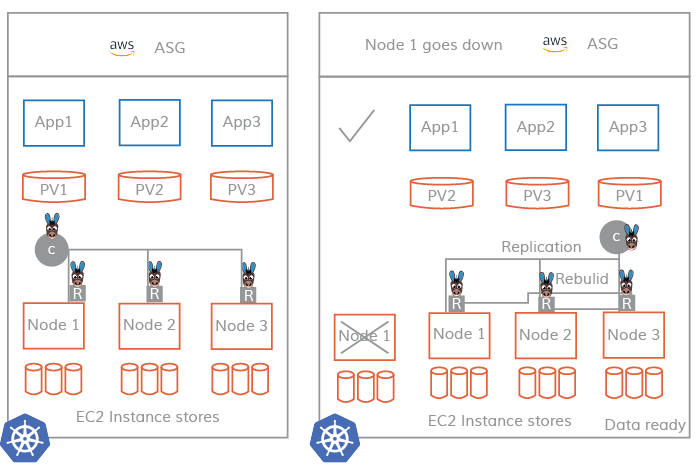 aws ASG
App1 App2 App3
PV1 PV2 PV3
C
R R R
Node 1 Node 2 Node 3
EC2 Instance stores
Node 1 goes down aws ASG
App1 App2 App3
PV2 PV3 PV1
C
Replication
Rebulid
R R R
Node 1 Node 1 Node 2 Node 3
EC2 Instance stores
Data ready